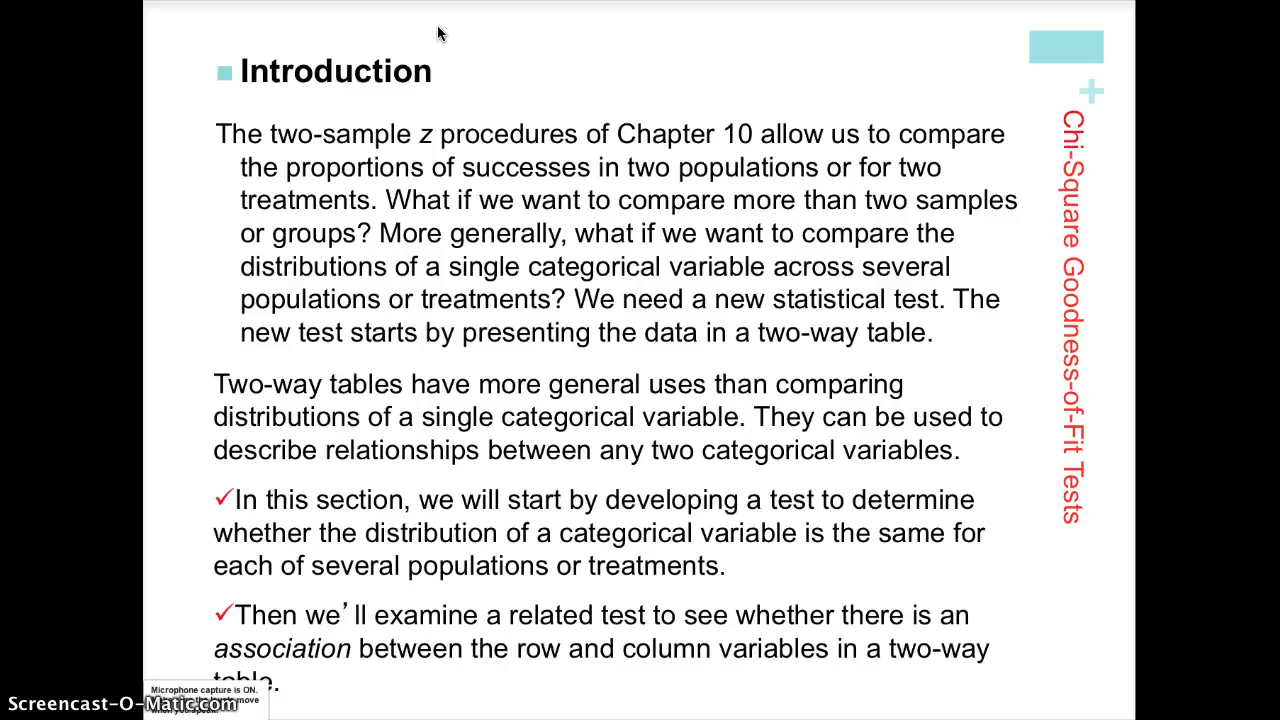 Introduction
The two-sample z procedures of Chapter 10 allow us to compare
the proportions of successes in two populations or for two
treatments. What if we want to compare more than two samples
or groups? More generally, what if we want to compare the
distributions of a single categorical variable across several
populations or treatments? We need a new statistical test. The
new test starts by presenting the data in a two-way table.
Two-way tables have more general uses than comparing
distributions of a single categorical variable. They can be used to
describe relationships between any two categorical variables.
✓In this section, we will start by developing a test to determine
whether the distribution of a categorical variable is the same for
each of several populations or treatments.
✓Then we’ll examine a related test to see whether there is an
association between the row and column variables in a two-way
table.
+
Chi-Square Goodness-of-Fit Tests
Microphone capture is ON.
move
Screencast-O-Matic.com